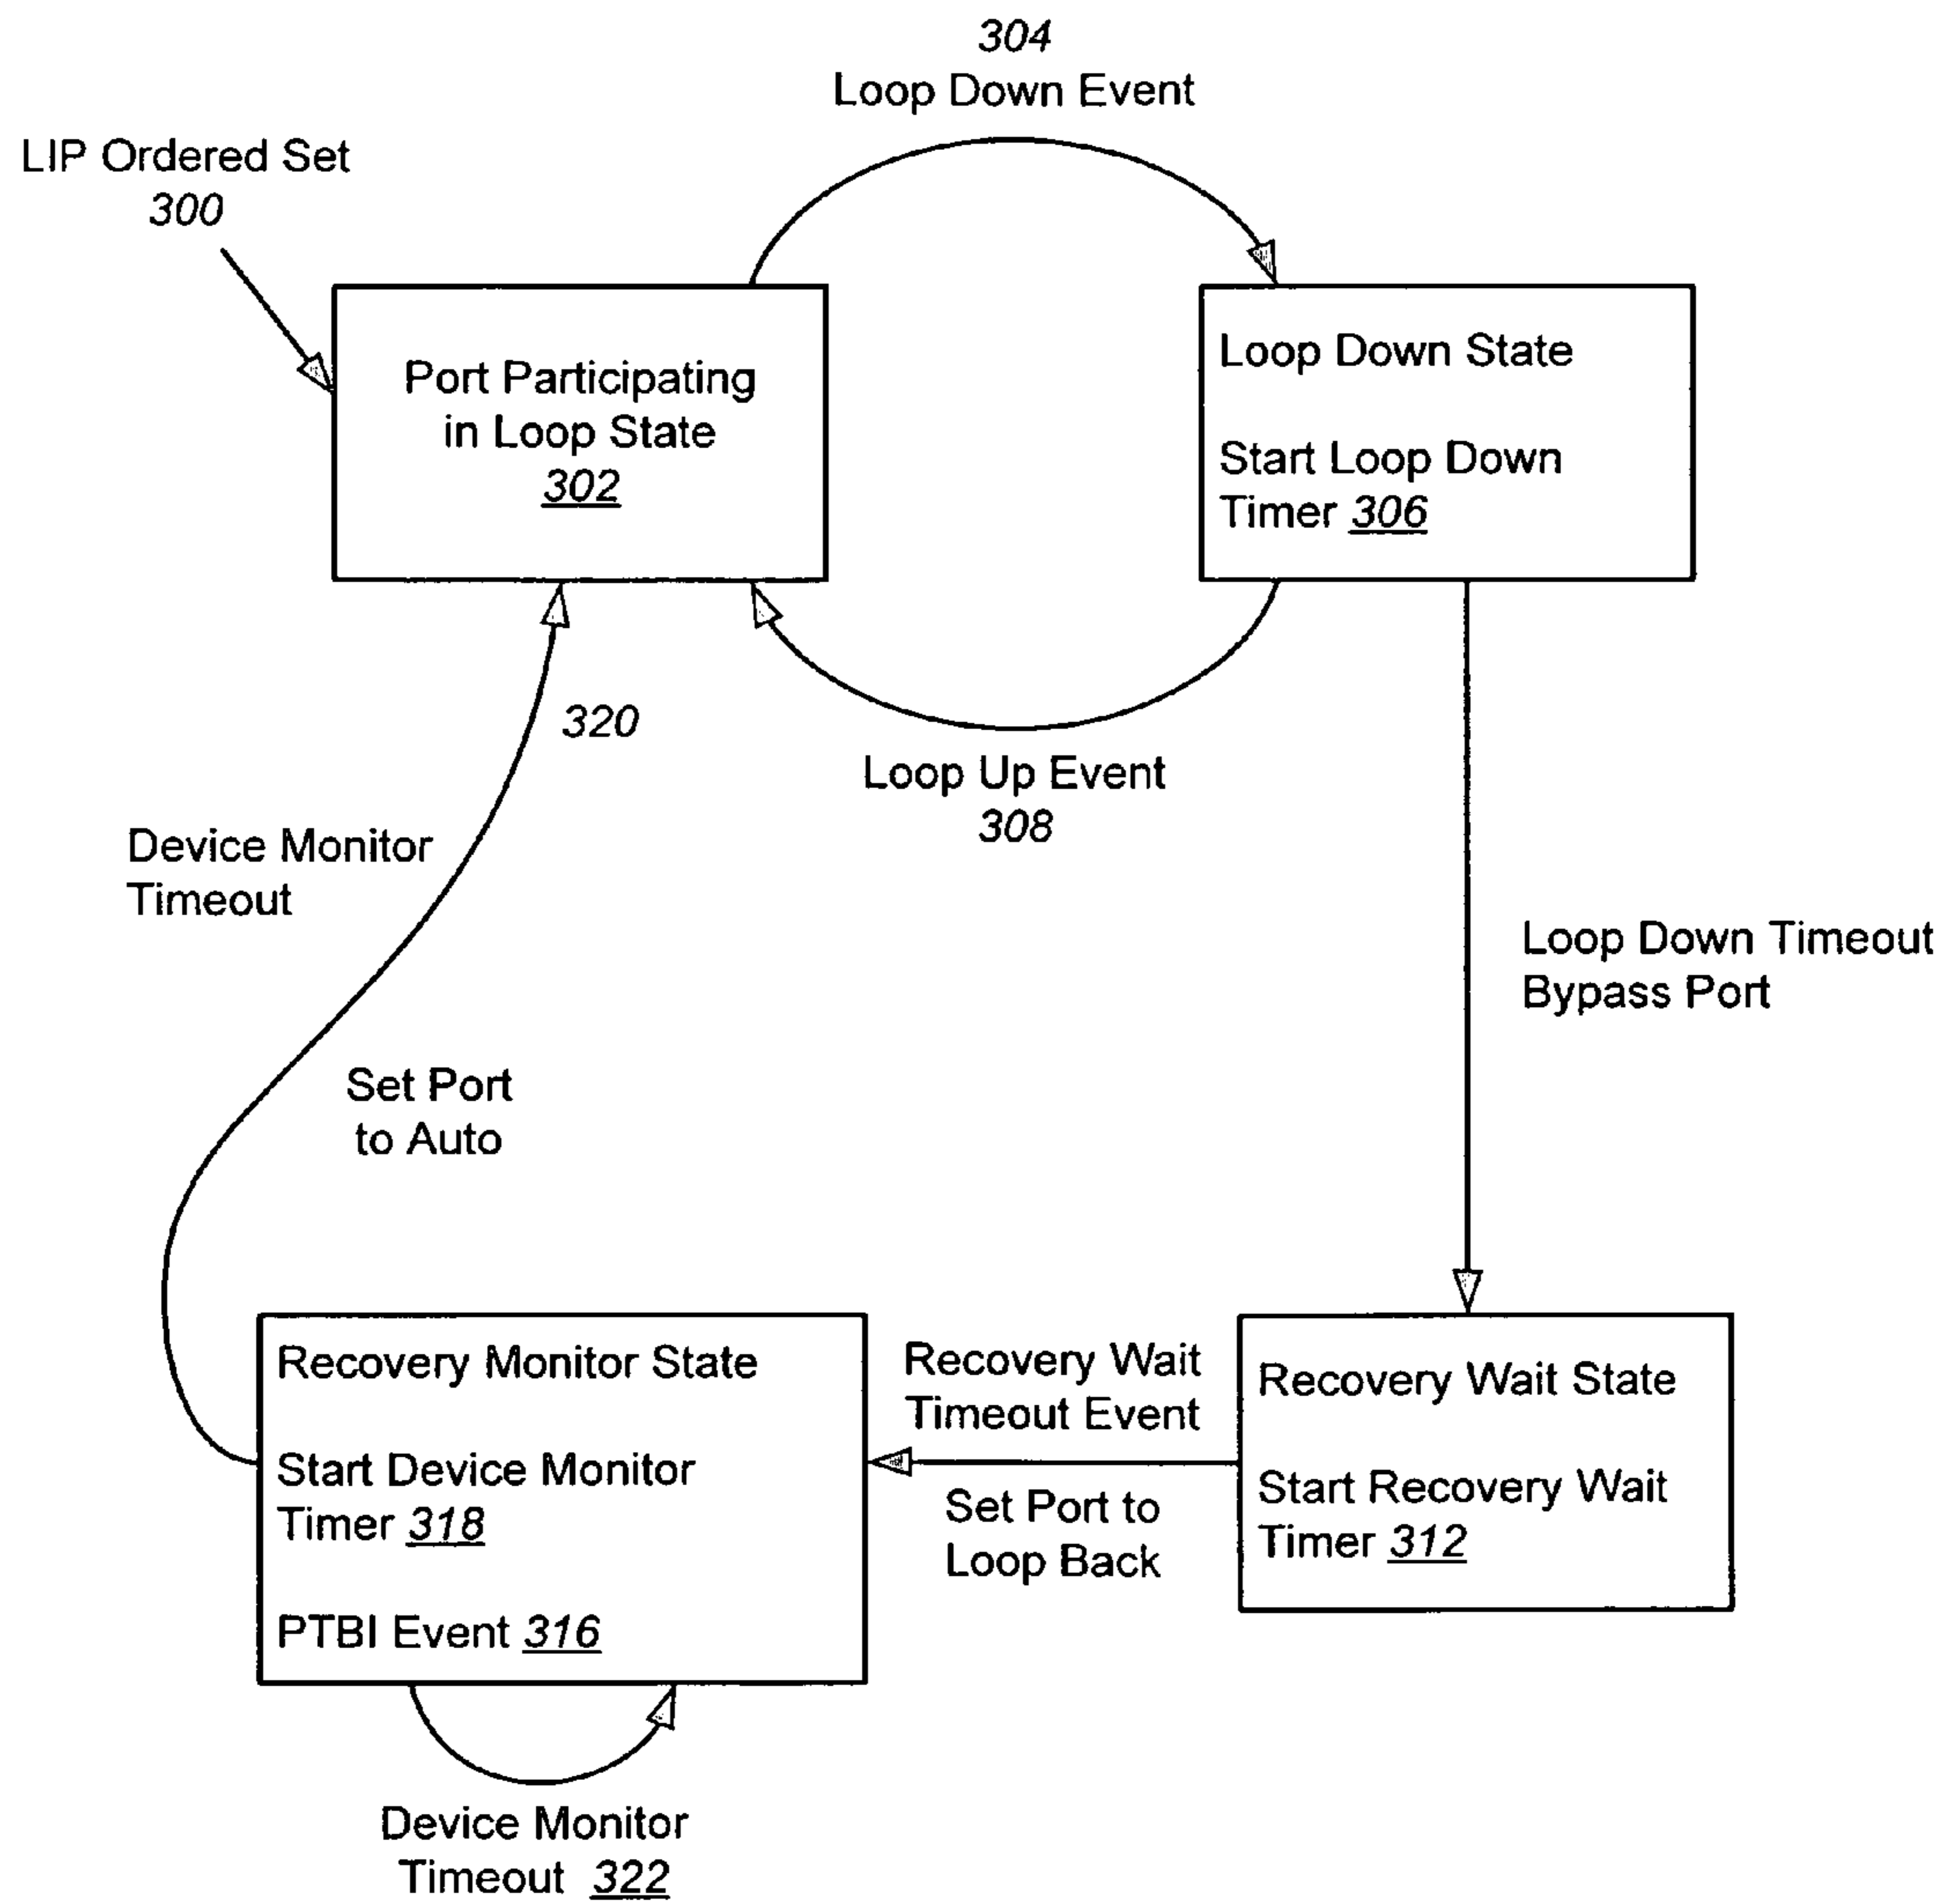 304
Loop Down Event
LIP Ordered Set
300
Port Participating
in Loop State
302
Loop Down State
Start Loop Down
Timer 306
320
Loop Up Event
308
Device Monitor
Timeout
Loop Down Timeout
Bypass Port
Set Port
to Auto
Recovery Monitor State
Start Device Monitor
Timer 318
PTBI Event 316
Recovery Wait
Timeout Event
Set Port to
Loop Back
Recovery Wait State
Start Recovery Wait
Timer 312
Device Monitor
Timeout 322